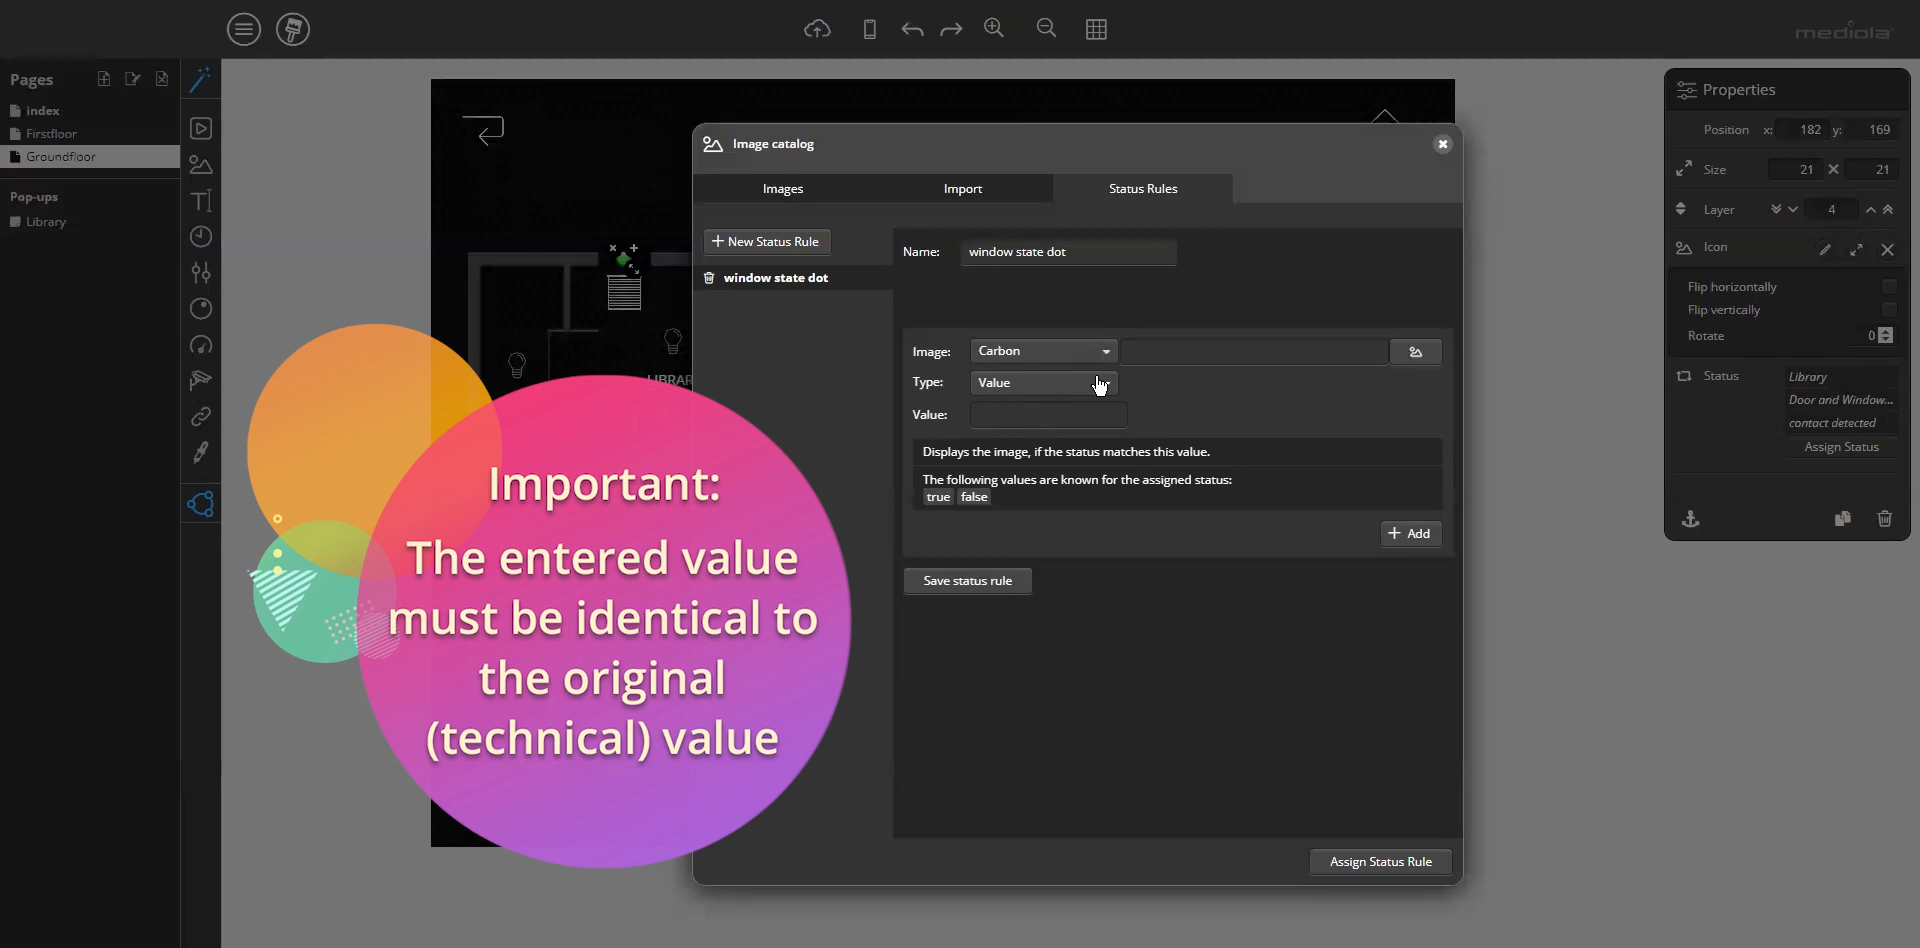 mediola
Pages
index
Firstfloor
Groundfloor
Pop-ups
Library
Image catalog
Images
Import
Status Rules
+ New Status Rule
window state dot
Name:
window state dot
Image:
Carbon
Type:
Value
Value:
Displays the image, if the status matches this value.
The following values are known for the assigned status:
true false
+ Add
Save status rule
Assign Status Rule
LIBRAR
Important:
The entered value
must be identical to
the original
(technical) value
Properties
Position x: 182 y: 169
Size 21 X 21
Layer 4
Icon
Flip horizontally
Flip vertically
Rotate 0
Status
Library
Door and Window...
contact detected
Assign Status